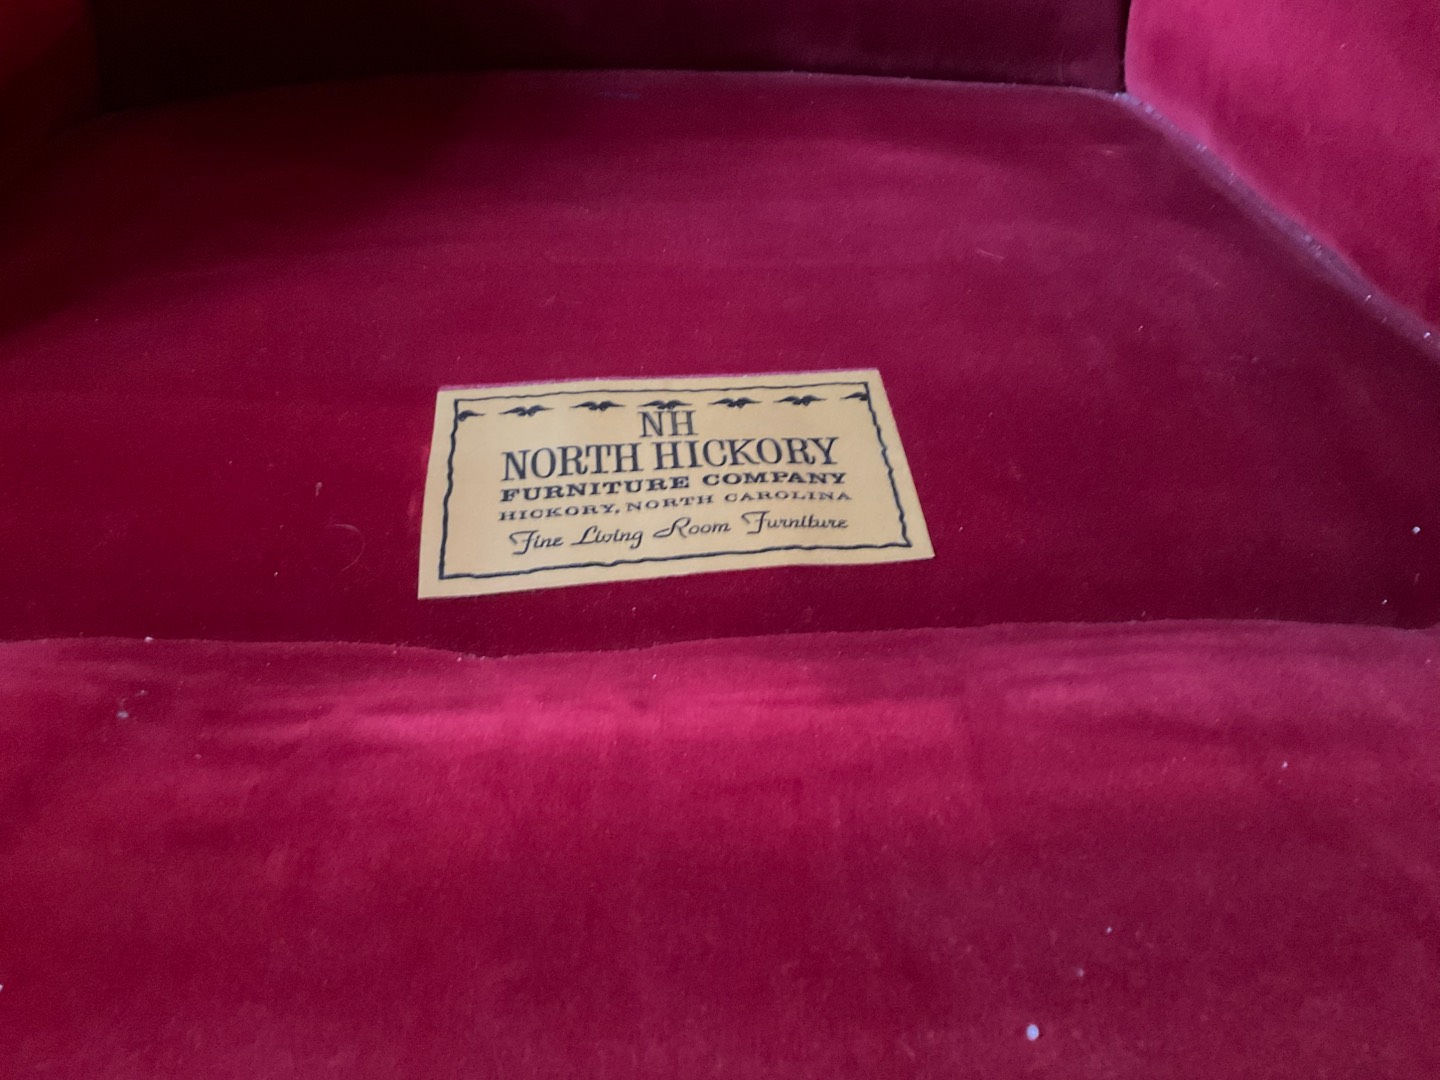 NH
NORTH HICKORY
FURNITURE COMPANY
HICKORY, NORTH CAROLINA
Fine Living Room Furniture